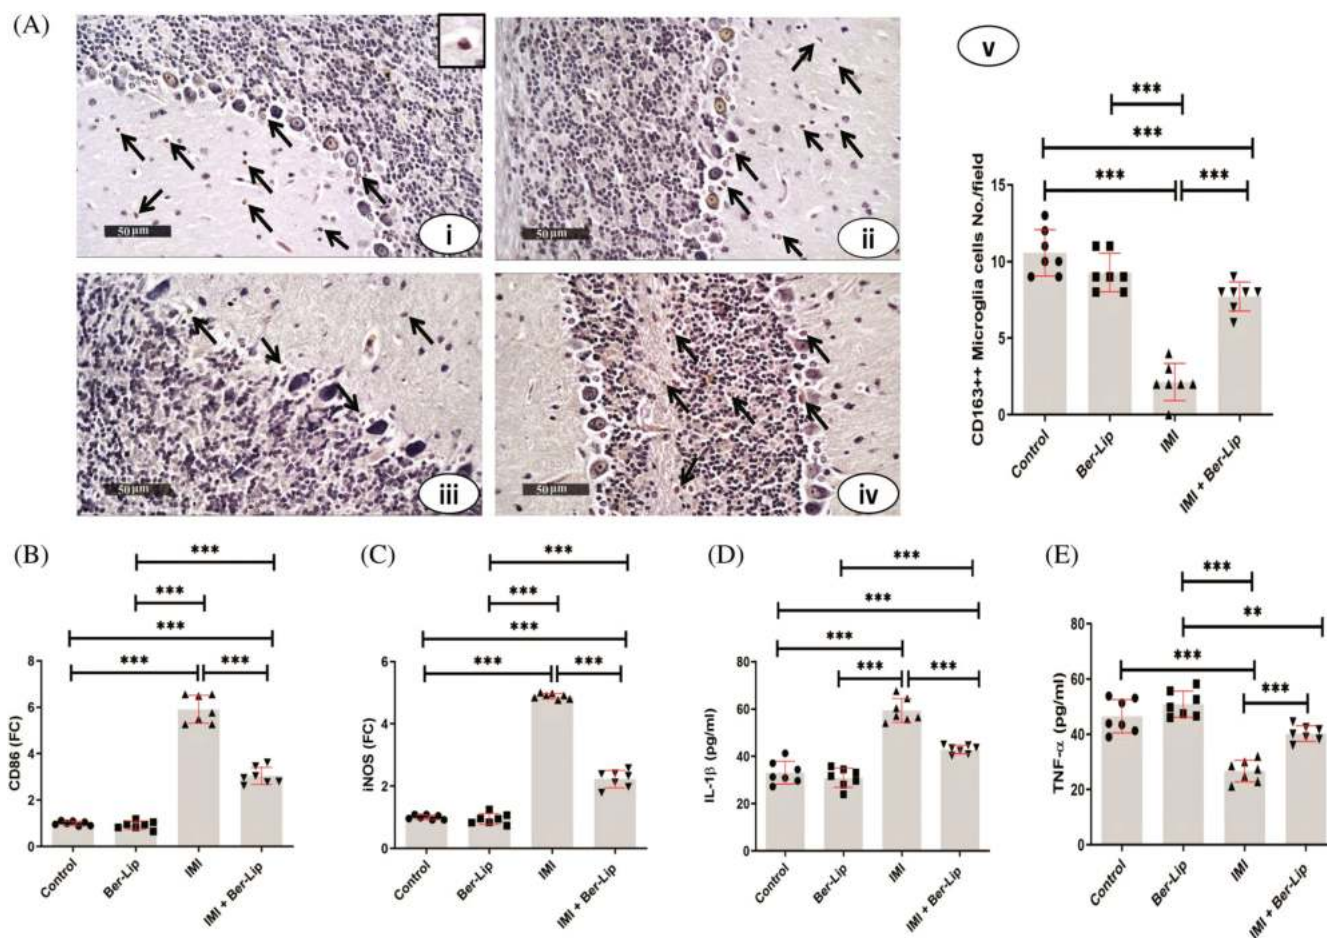 (A)
50 µm
i
50 µm
ii
50 µm
iii
50 µm
iv
v
***
***
***
***
CD163++ Microglia cells No./field
15
10
5
0
Control
Ber-Lip
IMI
IMI + Ber-Lip
(B)
***
***
***
***
***
CD86 (FC)
8
6
4
2
0
Control
Ber-Lip
IMI
IMI + Ber-Lip
(C)
***
***
***
***
***
iNOS (FC)
6
4
2
0
Control
Ber-Lip
IMI
IMI + Ber-Lip
(D)
***
***
***
***
***
IL-1β (pg/ml)
80
60
40
20
0
Control
Ber-Lip
IMI
IMI + Ber-Lip
(E)
***
**
***
***
TNF-α (pg/ml)
80
60
40
20
0
Control
Ber-Lip
IMI
IMI + Ber-Lip